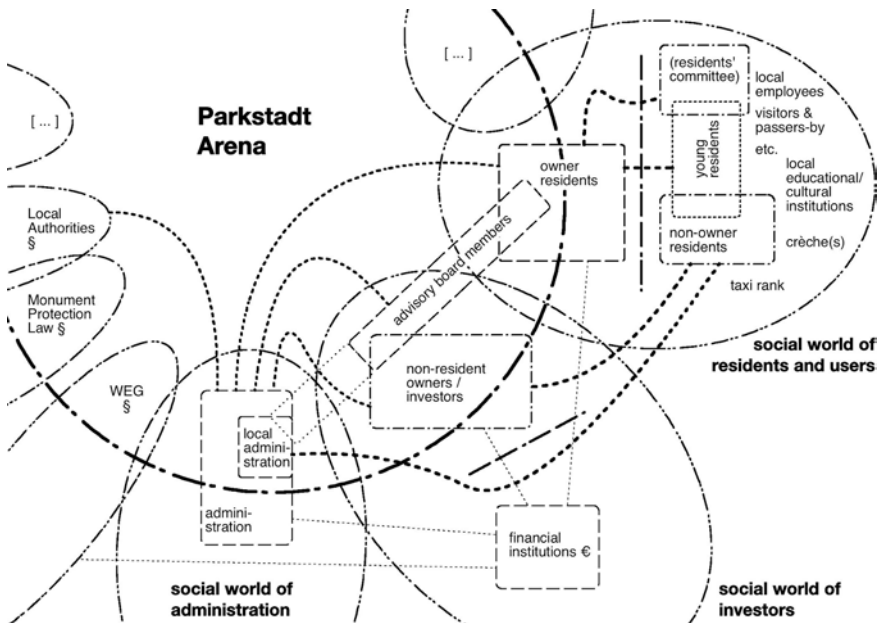 [ ... ]
[ ... ]
Parkstadt
Arena
(residents'
committee)
local
employees
visitors &
passers-by
etc.
young
residents
local
educational/
cultural
institutions
owner
residents
non-owner
residents
crèche(s)
taxi rank
social world of
residents and users
Local
Authorities
§
Monument
Protection
Law §
WEG
§
advisory board members
non-resident
owners /
investors
local
admini-
stration
admini-
stration
financial
institutions €
social world of
administration
social world of
investors